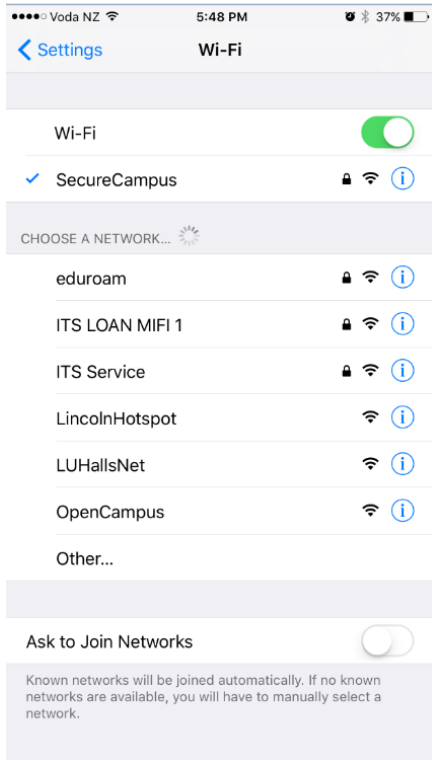 Voda NZ 5:48 PM 37%
Settings Wi-Fi
Wi-Fi
SecureCampus
CHOOSE A NETWORK...
eduroam
ITS LOAN MIFI 1
ITS Service
LincolnHotspot
LUHallsNet
OpenCampus
Other...
Ask to Join Networks
Known networks will be joined automatically. If no known
networks are available, you will have to manually select a
network.